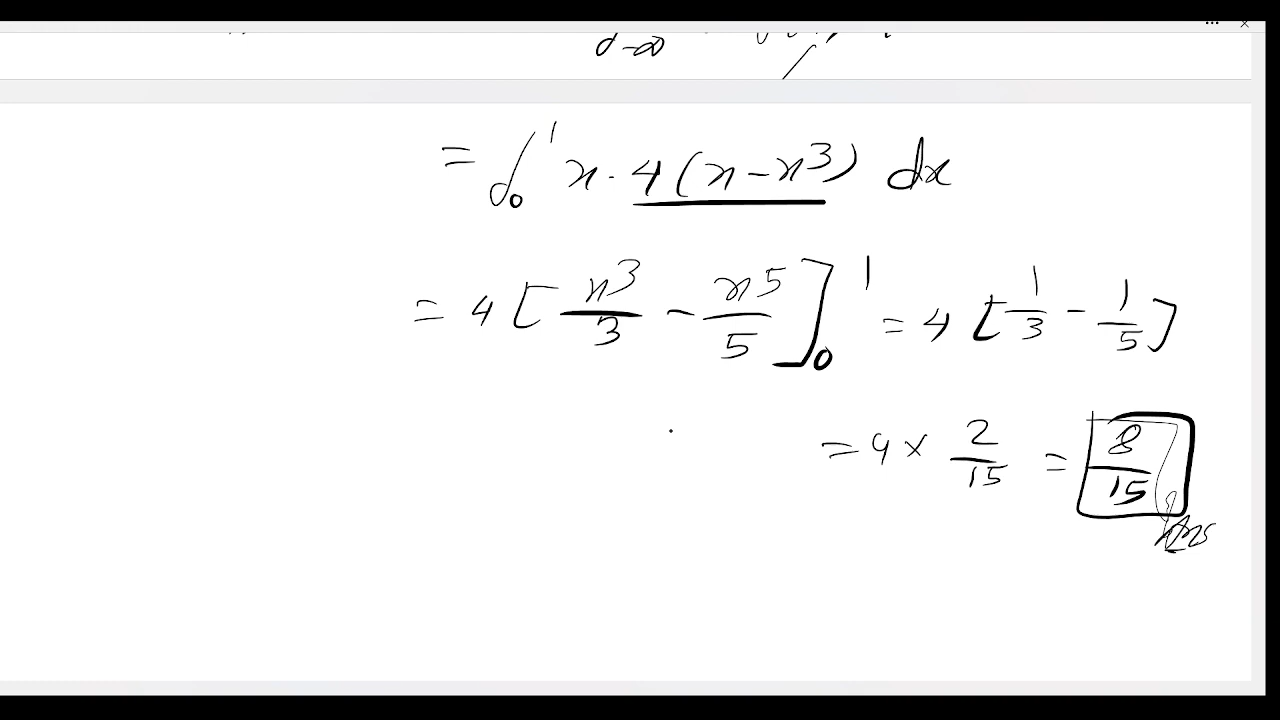 = ∫₀¹ x · 4(x – x³) dx
= 4 [ x³/3 – x⁵/5 ]₀¹ = 4 [ 1/3 – 1/5 ]
= 4 × 2/15 = 8/15
Ans